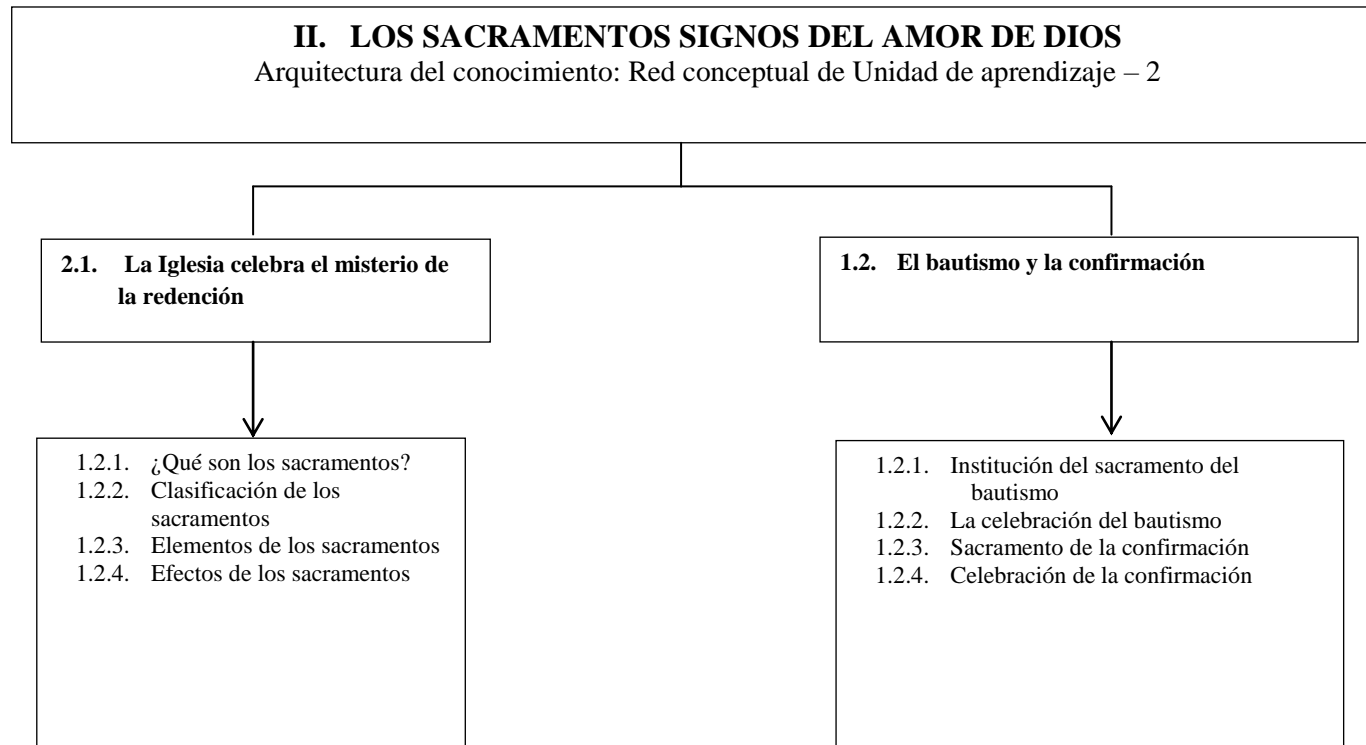 II. LOS SACRAMENTOS SIGNOS DEL AMOR DE DIOS
Arquitectura del conocimiento: Red conceptual de Unidad de aprendizaje – 2
2.1. La Iglesia celebra el misterio de
la redención
1.2. El bautismo y la confirmación
1.2.1. ¿Qué son los sacramentos?
1.2.2. Clasificación de los
sacramentos
1.2.3. Elementos de los sacramentos
1.2.4. Efectos de los sacramentos
1.2.1. Institución del sacramento del
bautismo
1.2.2. La celebración del bautismo
1.2.3. Sacramento de la confirmación
1.2.4. Celebración de la confirmación